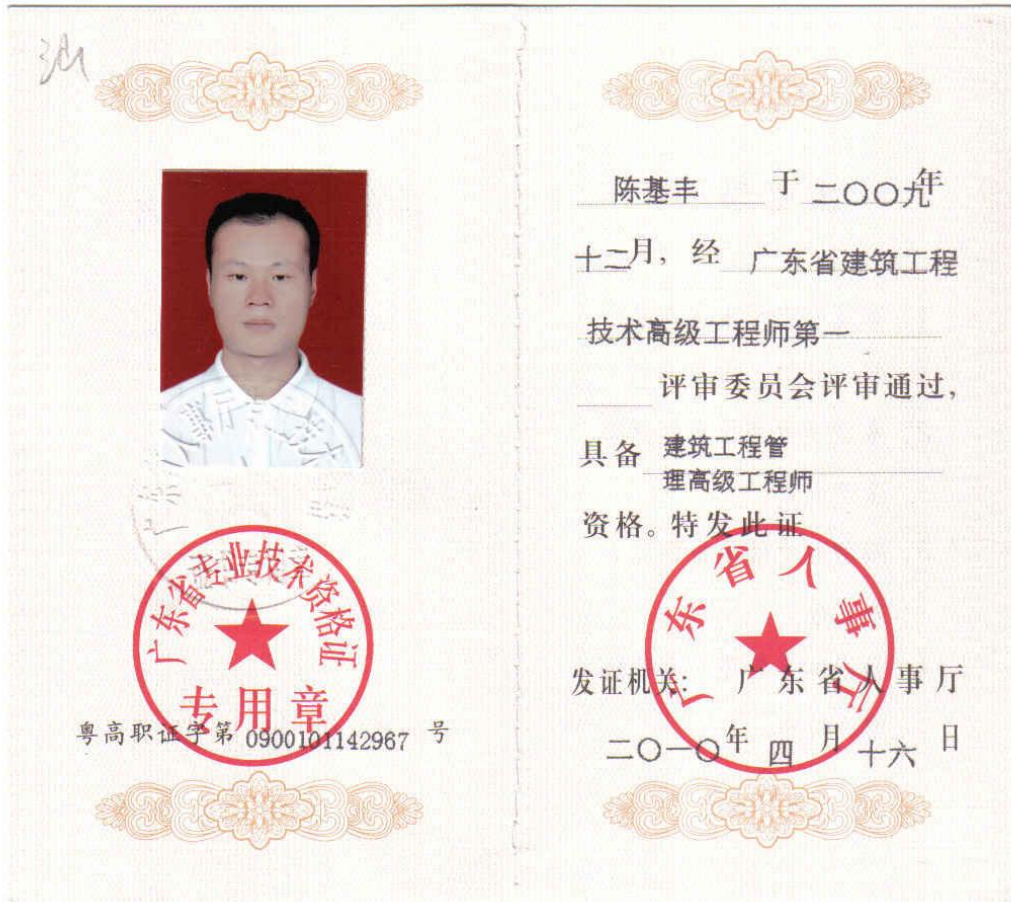 广东省专业技术资格证
专用章
粤高职证字第 0900101142967 号
陈基丰 于 二〇〇九年
十二月, 经 广东省建筑工程
技术高级工程师第一
评审委员会评审通过,
具备 建筑工程管
理高级工程师
资格。特发此证
广东省人事厅
发证机关: 广东省人事厅
二〇一〇年 四 月 十六 日